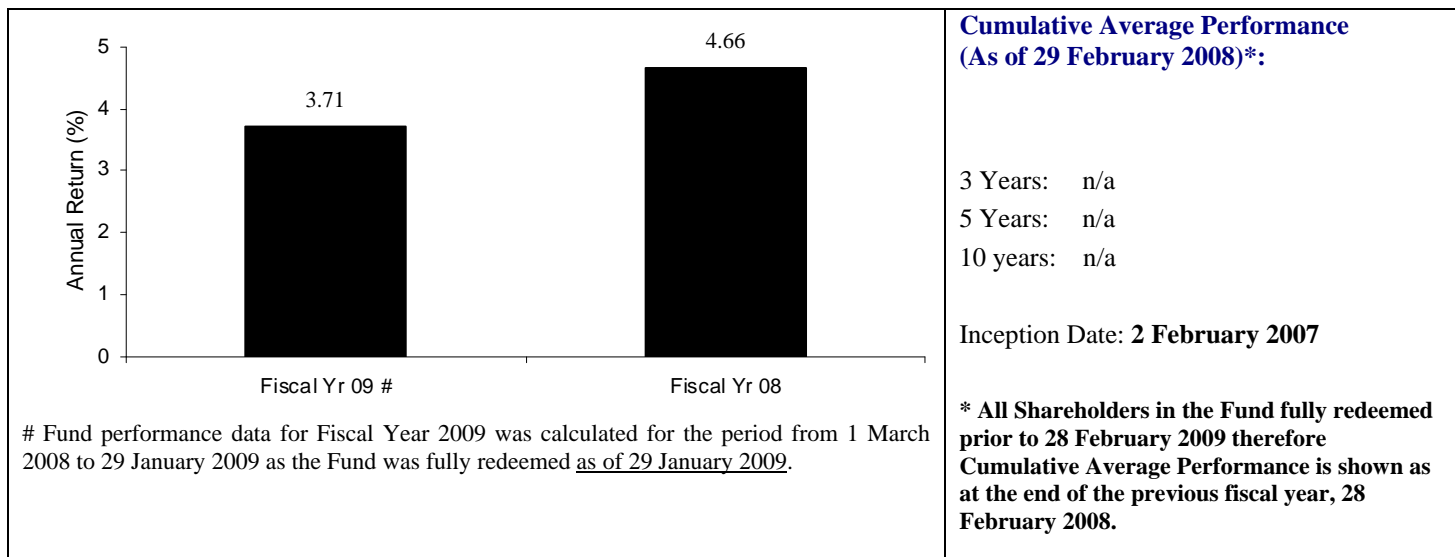 5
4
3
2
1
0
Annual Return (%)
3.71
4.66
Fiscal Yr 09 #
Fiscal Yr 08
# Fund performance data for Fiscal Year 2009 was calculated for the period from 1 March
2008 to 29 January 2009 as the Fund was fully redeemed as of 29 January 2009.
Cumulative Average Performance
(As of 29 February 2008)*:
3 Years: n/a
5 Years: n/a
10 years: n/a
Inception Date: 2 February 2007
* All Shareholders in the Fund fully redeemed
prior to 28 February 2009 therefore
Cumulative Average Performance is shown as
at the end of the previous fiscal year, 28
February 2008.